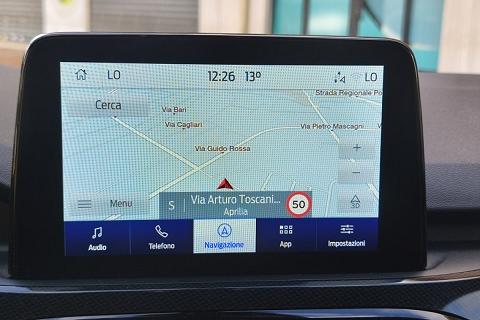 LO 12:26 13° LO
Strada Regionale Po
Cerca
Via Bari
Via Cagliari
Via Pietro Mascagni
Via Guido Rossa
+
−
Menu
S Via Arturo Toscani... 50
Aprilia
3D
Audio Telefono Navigazione App Impostazioni